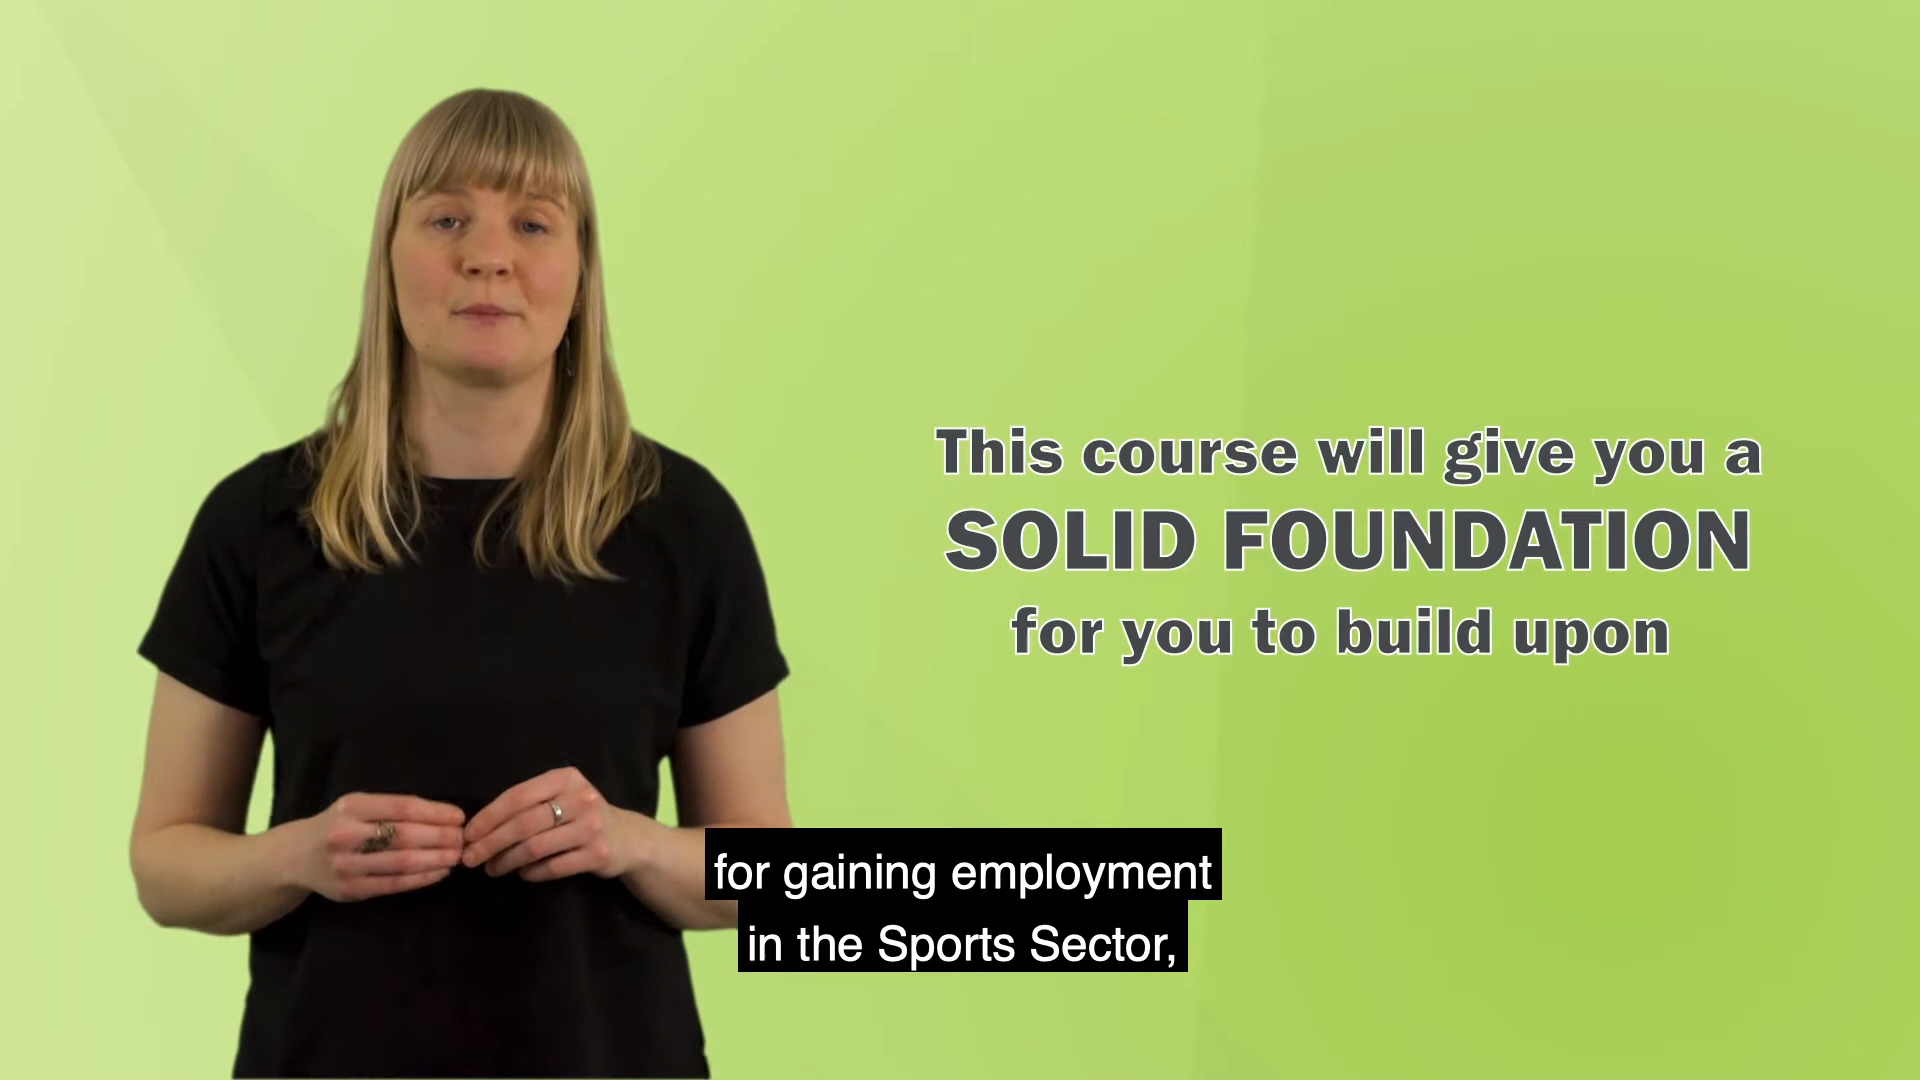 This course will give you a
SOLID FOUNDATION
for you to build upon
for gaining employment
in the Sports Sector,